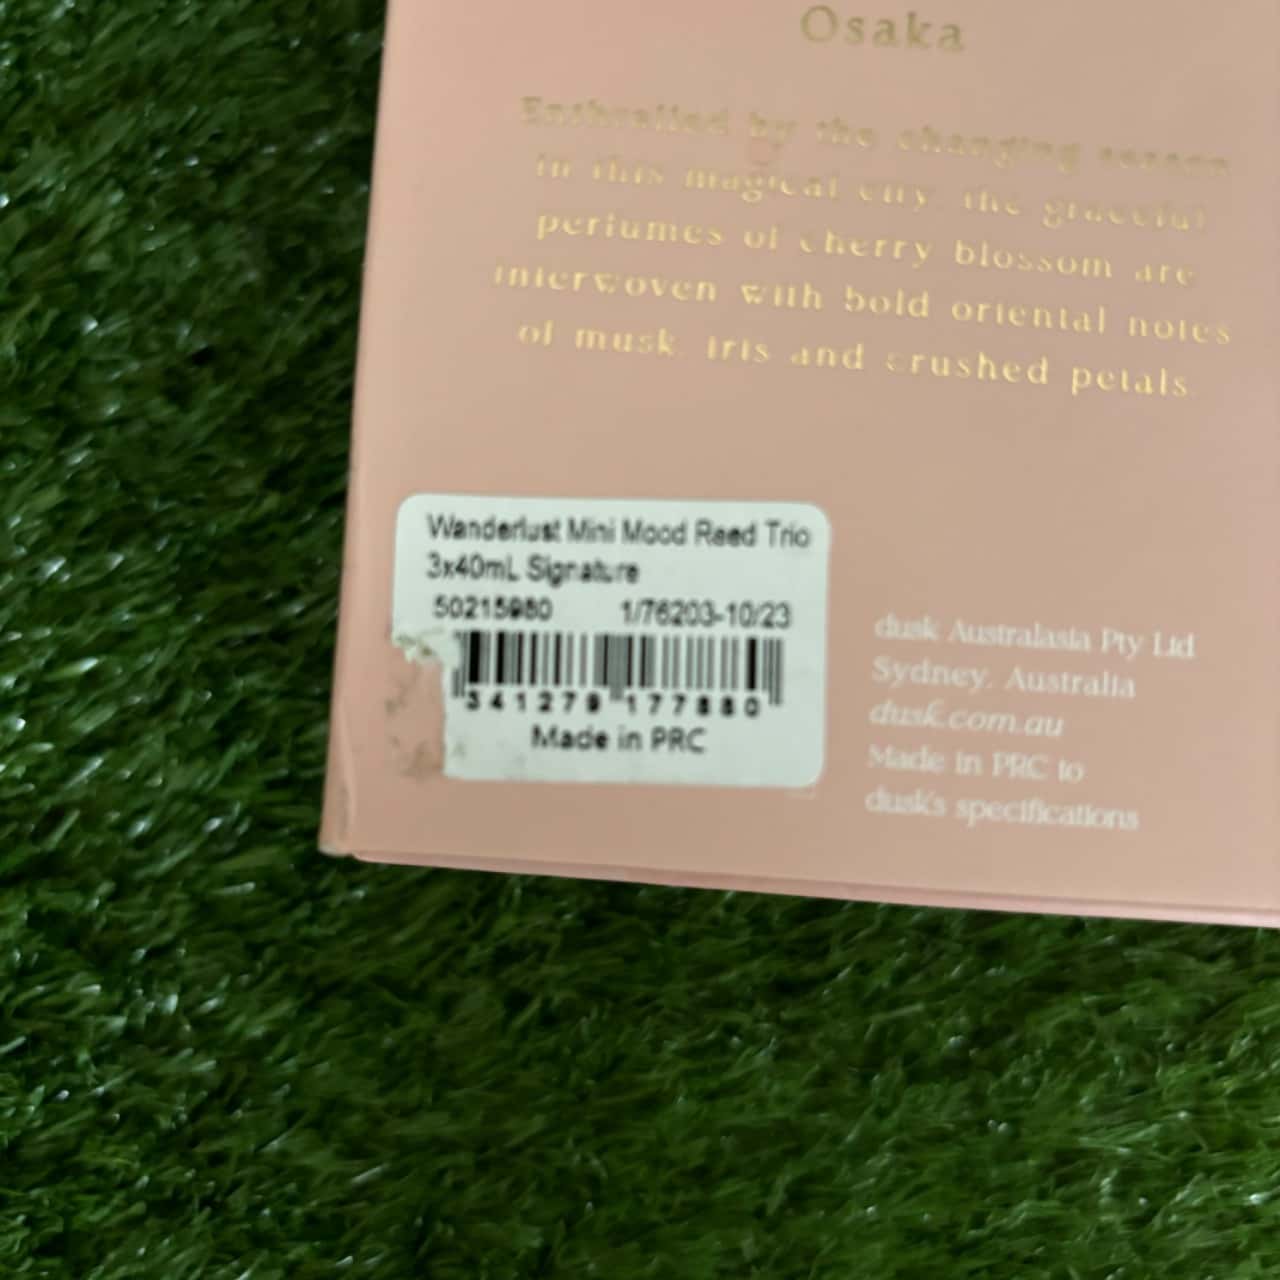 Osaka
Enthralled by the changing season
in this magical city, the graceful
perfumes of cherry blossom are
interwoven with bold oriental notes
of musk, iris and crushed petals.
Wanderlust Mini Mood Reed Trio
3x40mL Signature
50215980 1/76203-10/23
341279 177880
Made in PRC
dusk Australasia Pty Ltd
Sydney, Australia
dusk.com.au
Made in PRC to
dusk's specifications